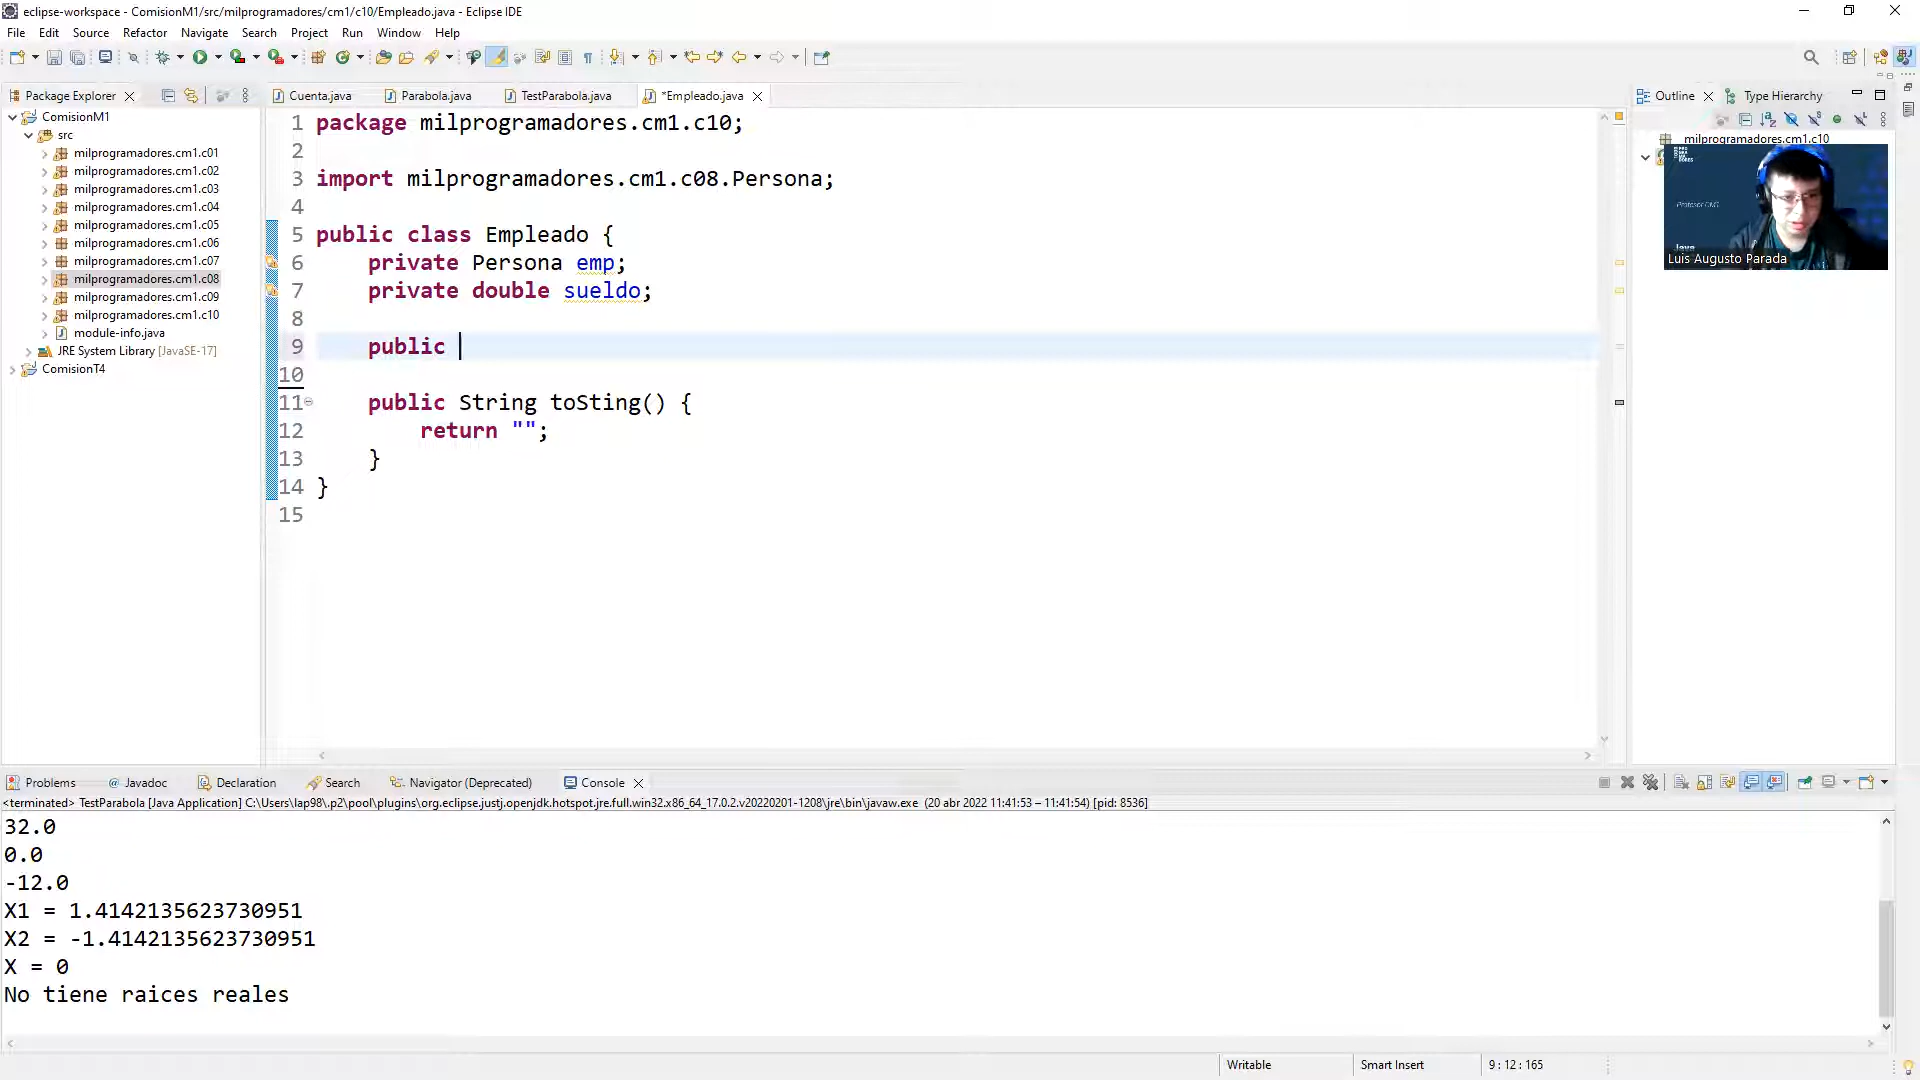 eclipse-workspace - ComisionM1/src/milprogramadores/cm1/c10/Empleado.java - Eclipse IDE
File Edit Source Refactor Navigate Search Project Run Window Help
Package Explorer
Cuenta.java Parabola.java TestParabola.java *Empleado.java
Outline Type Hierarchy
ComisionM1
src
milprogramadores.cm1.c01
milprogramadores.cm1.c02
milprogramadores.cm1.c03
milprogramadores.cm1.c04
milprogramadores.cm1.c05
milprogramadores.cm1.c06
milprogramadores.cm1.c07
milprogramadores.cm1.c08
milprogramadores.cm1.c09
milprogramadores.cm1.c10
module-info.java
JRE System Library [JavaSE-17]
ComisionT4
1 package milprogramadores.cm1.c10;
2
3 import milprogramadores.cm1.c08.Persona;
4
5 public class Empleado {
6 private Persona emp;
7 private double sueldo;
8
9 public
10
11 public String toSting() {
12 return "";
13 }
14 }
15
milprogramadores.cm1.c10
Profesor CM1
Java
Luis Augusto Parada
Problems Javadoc Declaration Search Navigator (Deprecated) Console
<terminated> TestParabola [Java Application] C:\Users\lap98\.p2\pool\plugins\org.eclipse.justj.openjdk.hotspot.jre.full.win32.x86_64_17.0.2.v20220201-1208\jre\bin\javaw.exe (20 abr 2022 11:41:53 – 11:41:54) [pid: 8536]
32.0
0.0
-12.0
X1 = 1.4142135623730951
X2 = -1.4142135623730951
X = 0
No tiene raices reales
Writable Smart Insert 9 : 12 : 165